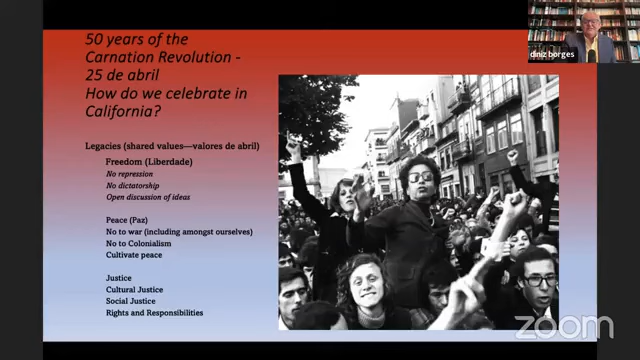 50 years of the
Carnation Revolution -
25 de abril
How do we celebrate in
California?
Legacies (shared values—valores de abril)
Freedom (Liberdade)
No repression
No dictatorship
Open discussion of ideas
Peace (Paz)
No to war (including amongst ourselves)
No to Colonialism
Cultivate peace
Justice
Cultural Justice
Social Justice
Rights and Responsibilities
diniz borges
zoom